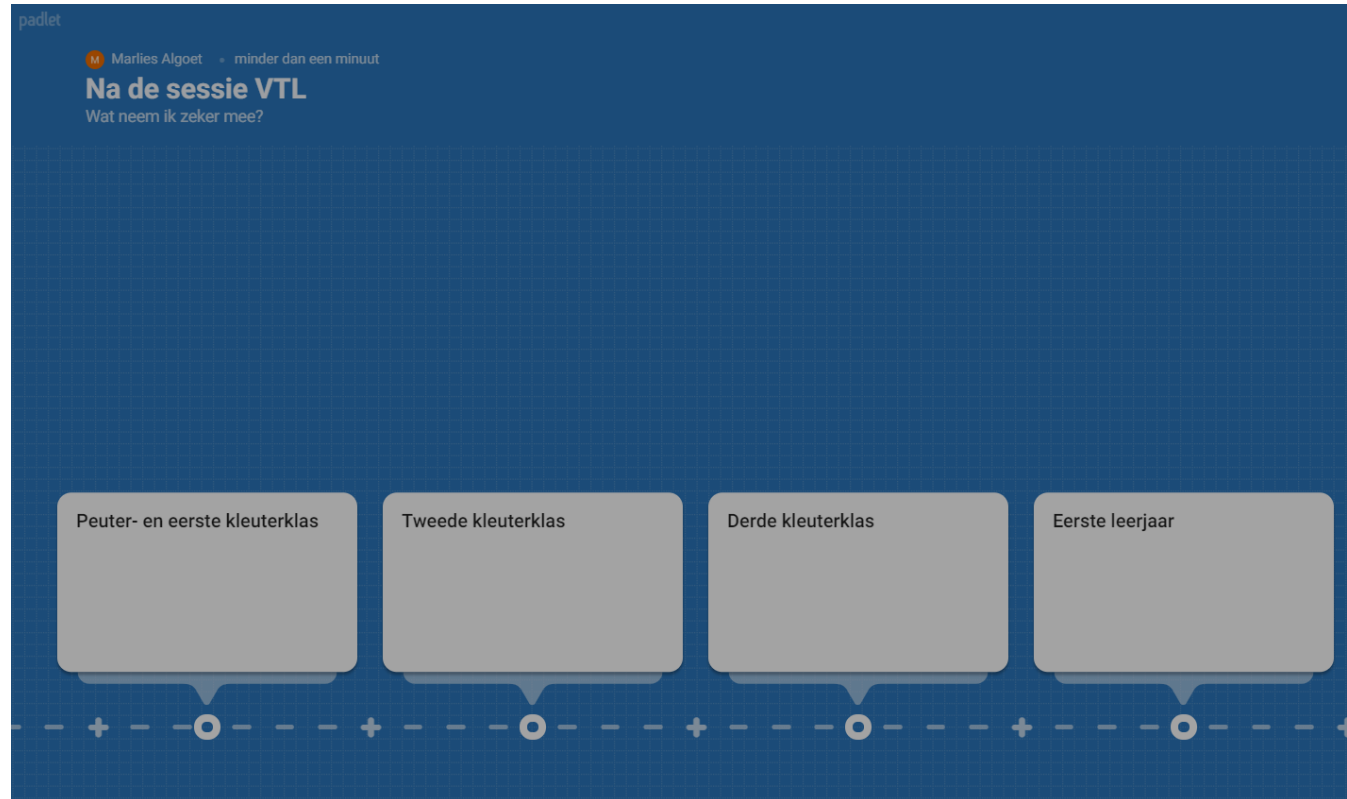 padlet
M Marlies Algoet • minder dan een minuut
Na de sessie VTL
Wat neem ik zeker mee?
Peuter- en eerste kleuterklas
Tweede kleuterklas
Derde kleuterklas
Eerste leerjaar